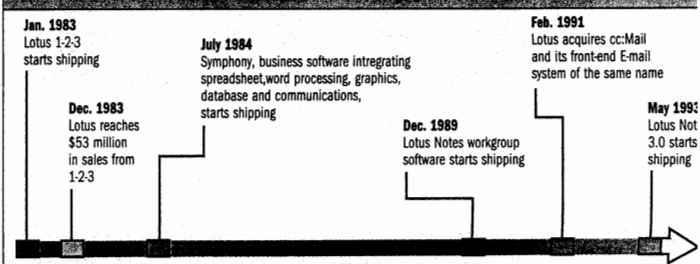 Jan. 1983
Lotus 1-2-3
starts shipping
Dec. 1983
Lotus reaches
$53 million
in sales from
1-2-3
July 1984
Symphony, business software intregrating
spreadsheet,word processing, graphics,
database and communications,
starts shipping
Dec. 1989
Lotus Notes workgroup
software starts shipping
Feb. 1991
Lotus acquires cc:Mail
and its front-end E-mail
system of the same name
May 1993
Lotus Not
3.0 starts
shipping